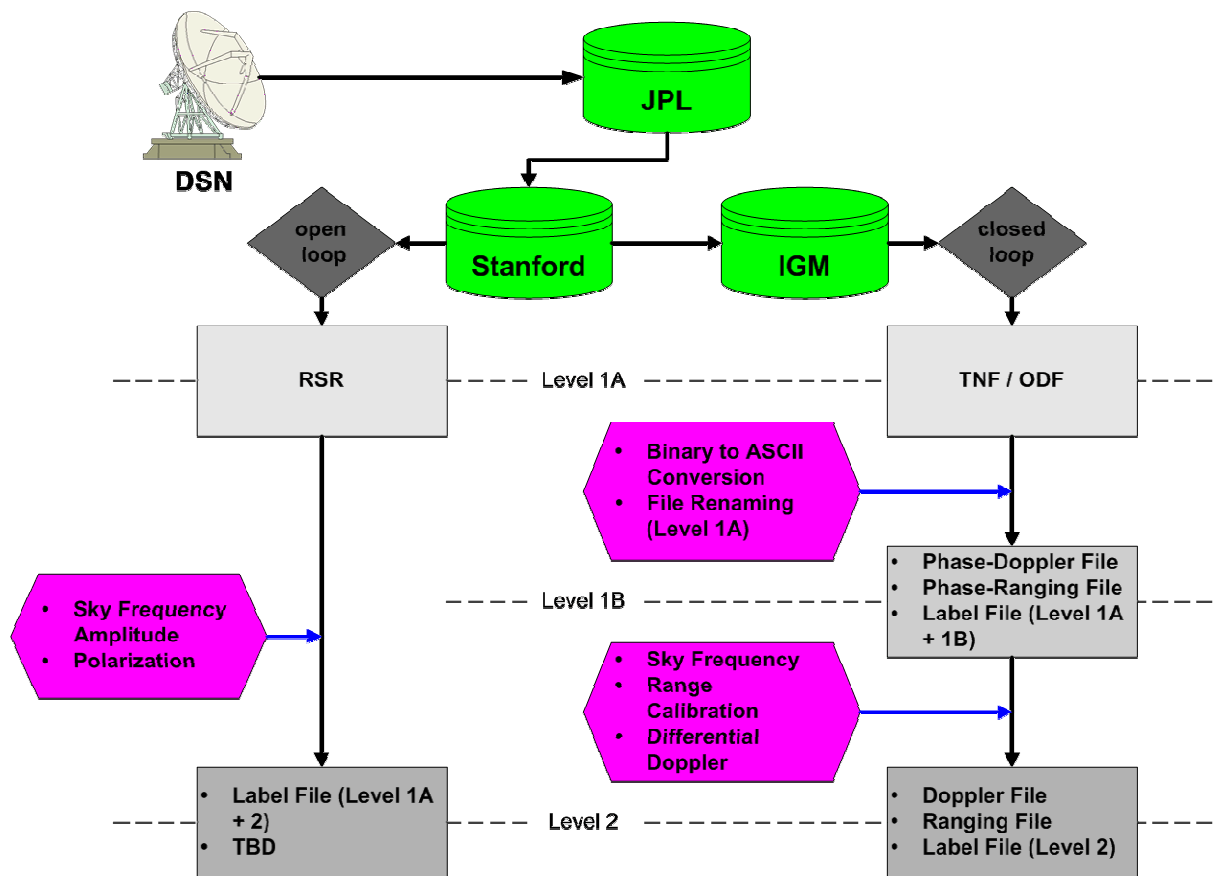 JPL
DSN
open
loop
Stanford
IGM
closed
loop
RSR
Level 1A
TNF / ODF
• Binary to ASCII
Conversion
• File Renaming
(Level 1A)
• Phase-Doppler File
• Phase-Ranging File
• Label File (Level 1A
+ 1B)
Level 1B
• Sky Frequency
Amplitude
• Polarization
• Sky Frequency
• Range
Calibration
• Differential
Doppler
• Label File (Level 1A
+ 2)
• TBD
Level 2
• Doppler File
• Ranging File
• Label File (Level 2)